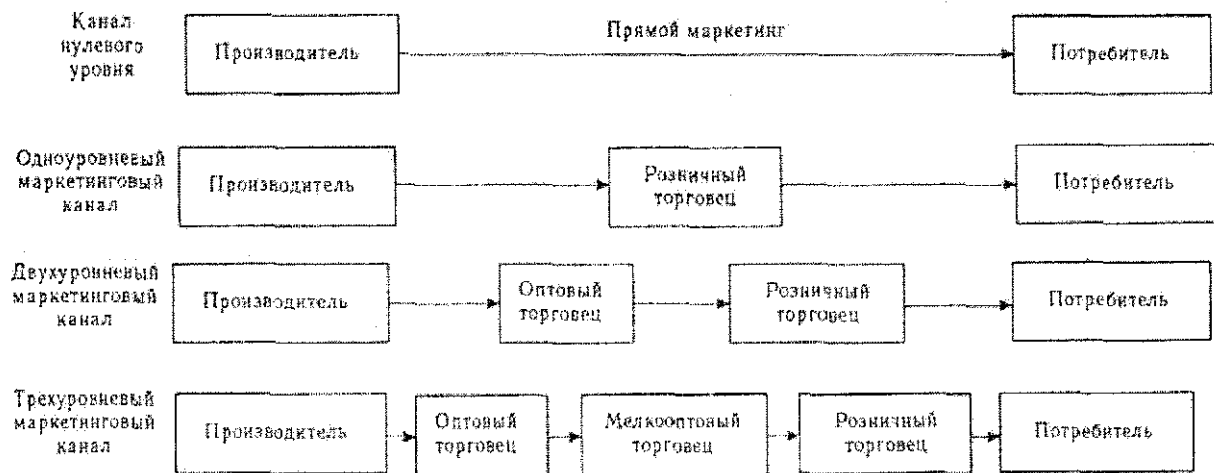 Канал
нулевого
уровня
Производитель
Прямой маркетинг
Потребитель
Одноуровневый
маркетинговый
канал
Производитель
Розничный
торговец
Потребитель
Двухуровневый
маркетинговый
канал
Производитель
Оптовый
торговец
Розничный
торговец
Потребитель
Трехуровневый
маркетинговый
канал
Производитель
Оптовый
торговец
Мелкооптовый
торговец
Розничный
торговец
Потребитель